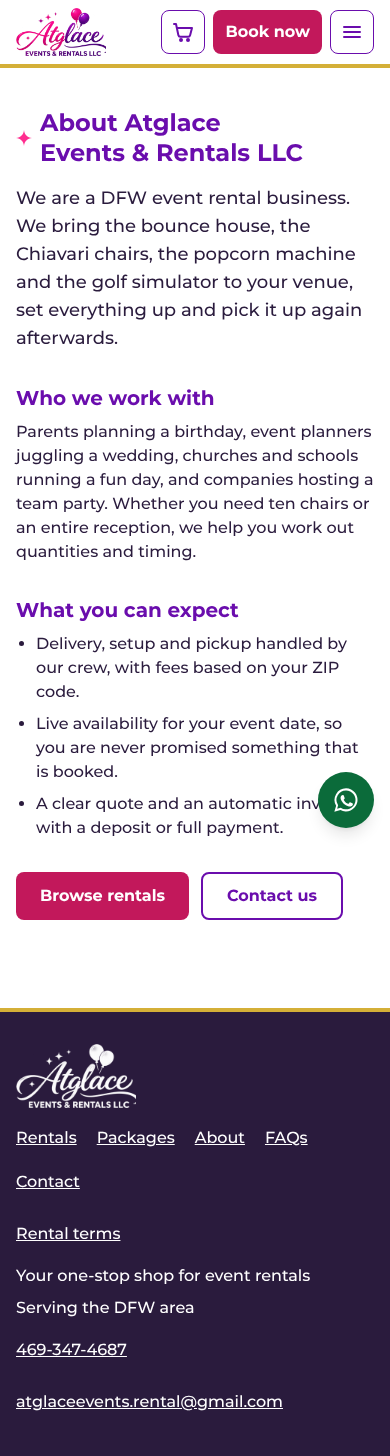 Atglace
EVENTS & RENTALS LLC
Book now
About Atglace
Events & Rentals LLC
We are a DFW event rental business.
We bring the bounce house, the
Chiavari chairs, the popcorn machine
and the golf simulator to your venue,
set everything up and pick it up again
afterwards.
Who we work with
Parents planning a birthday, event planners
juggling a wedding, churches and schools
running a fun day, and companies hosting a
team party. Whether you need ten chairs or
an entire reception, we help you work out
quantities and timing.
What you can expect
• Delivery, setup and pickup handled by
our crew, with fees based on your ZIP
code.
• Live availability for your event date, so
you are never promised something that
is booked.
• A clear quote and an automatic inv
with a deposit or full payment.
Browse rentals
Contact us
Atglace
EVENTS & RENTALS LLC
Rentals Packages About FAQs
Contact
Rental terms
Your one-stop shop for event rentals
Serving the DFW area
469-347-4687
atglaceevents.rental@gmail.com